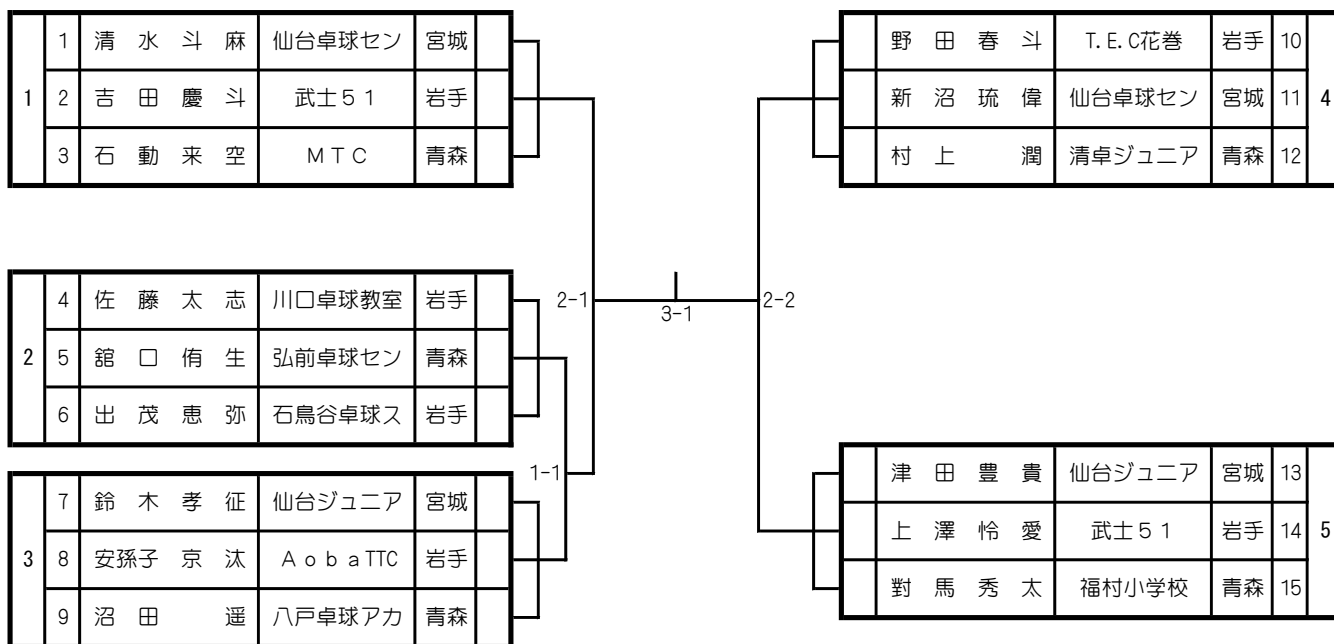 1
1 清水斗麻 仙台卓球セン 宮城
2 吉田慶斗 武士５１ 岩手
3 石動来空 ＭＴＣ 青森
2
4 佐藤太志 川口卓球教室 岩手
5 舘口侑生 弘前卓球セン 青森
6 出茂恵弥 石鳥谷卓球ス 岩手
3
7 鈴木孝征 仙台ジュニア 宮城
8 安孫子京汰 ＡｏｂａTTC 岩手
9 沼田遥 八戸卓球アカ 青森
1-1
2-1
3-1
2-2
野田春斗 T.E.C花巻 岩手 10
新沼琉偉 仙台卓球セン 宮城 11
村上潤 清卓ジュニア 青森 12
4
津田豊貴 仙台ジュニア 宮城 13
上澤怜愛 武士５１ 岩手 14
對馬秀太 福村小学校 青森 15
5